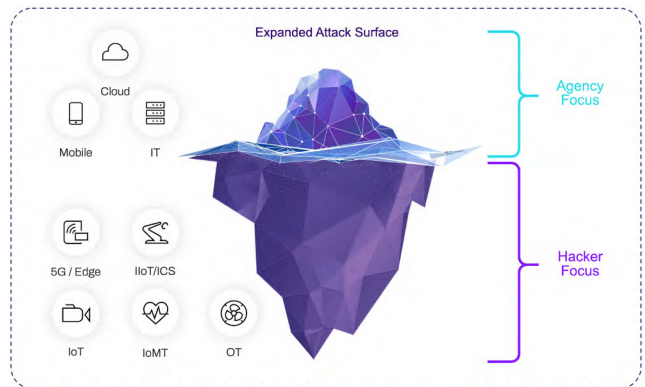 Expanded Attack Surface
Cloud
Mobile
IT
Agency
Focus
5G / Edge
IIoT/ICS
IoT
IoMT
OT
Hacker
Focus